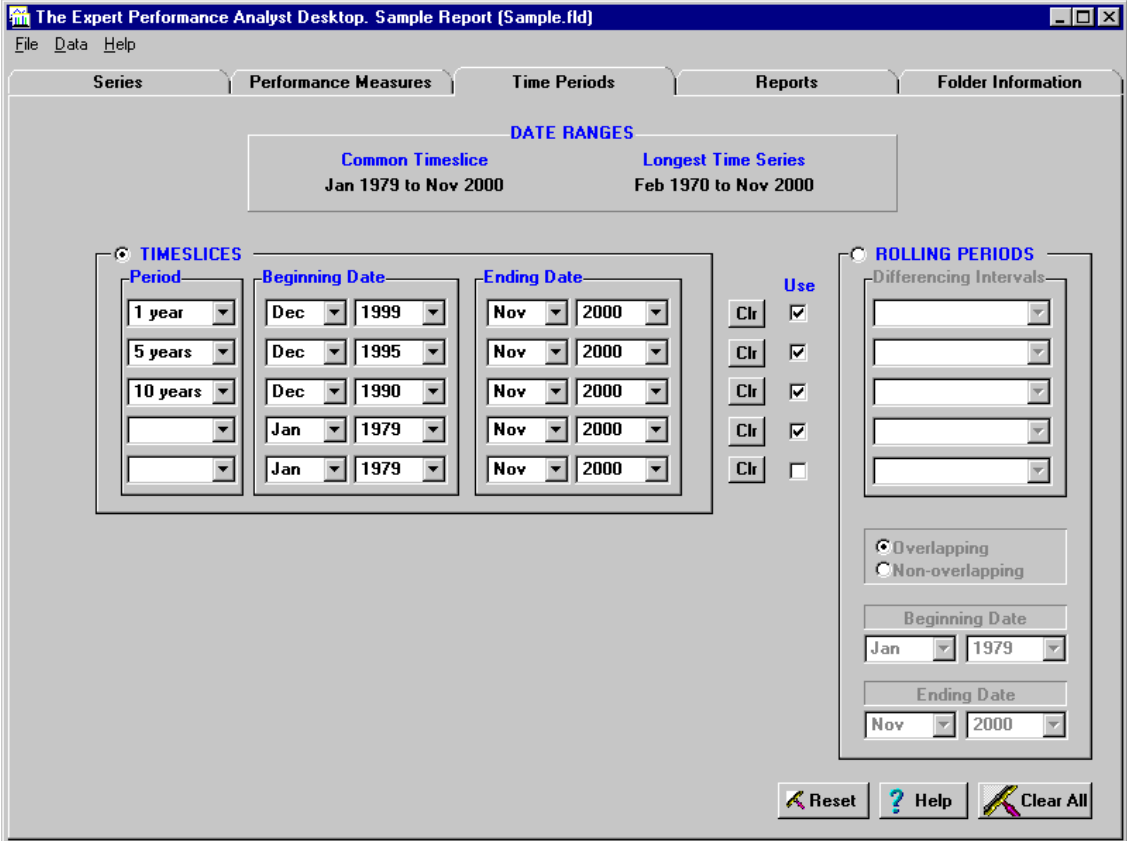 The Expert Performance Analyst Desktop. Sample Report (Sample.fld)
File Data Help
Series Performance Measures Time Periods Reports Folder Information
DATE RANGES
Common Timeslice Longest Time Series
Jan 1979 to Nov 2000 Feb 1970 to Nov 2000
TIMESLICES ROLLING PERIODS
Period Beginning Date Ending Date Use Differencing Intervals
1 year Dec 1999 Nov 2000 Clr
5 years Dec 1995 Nov 2000 Clr
10 years Dec 1990 Nov 2000 Clr
Jan 1979 Nov 2000 Clr
Jan 1979 Nov 2000 Clr
Overlapping
Non-overlapping
Beginning Date
Jan 1979
Ending Date
Nov 2000
Reset ? Help Clear All